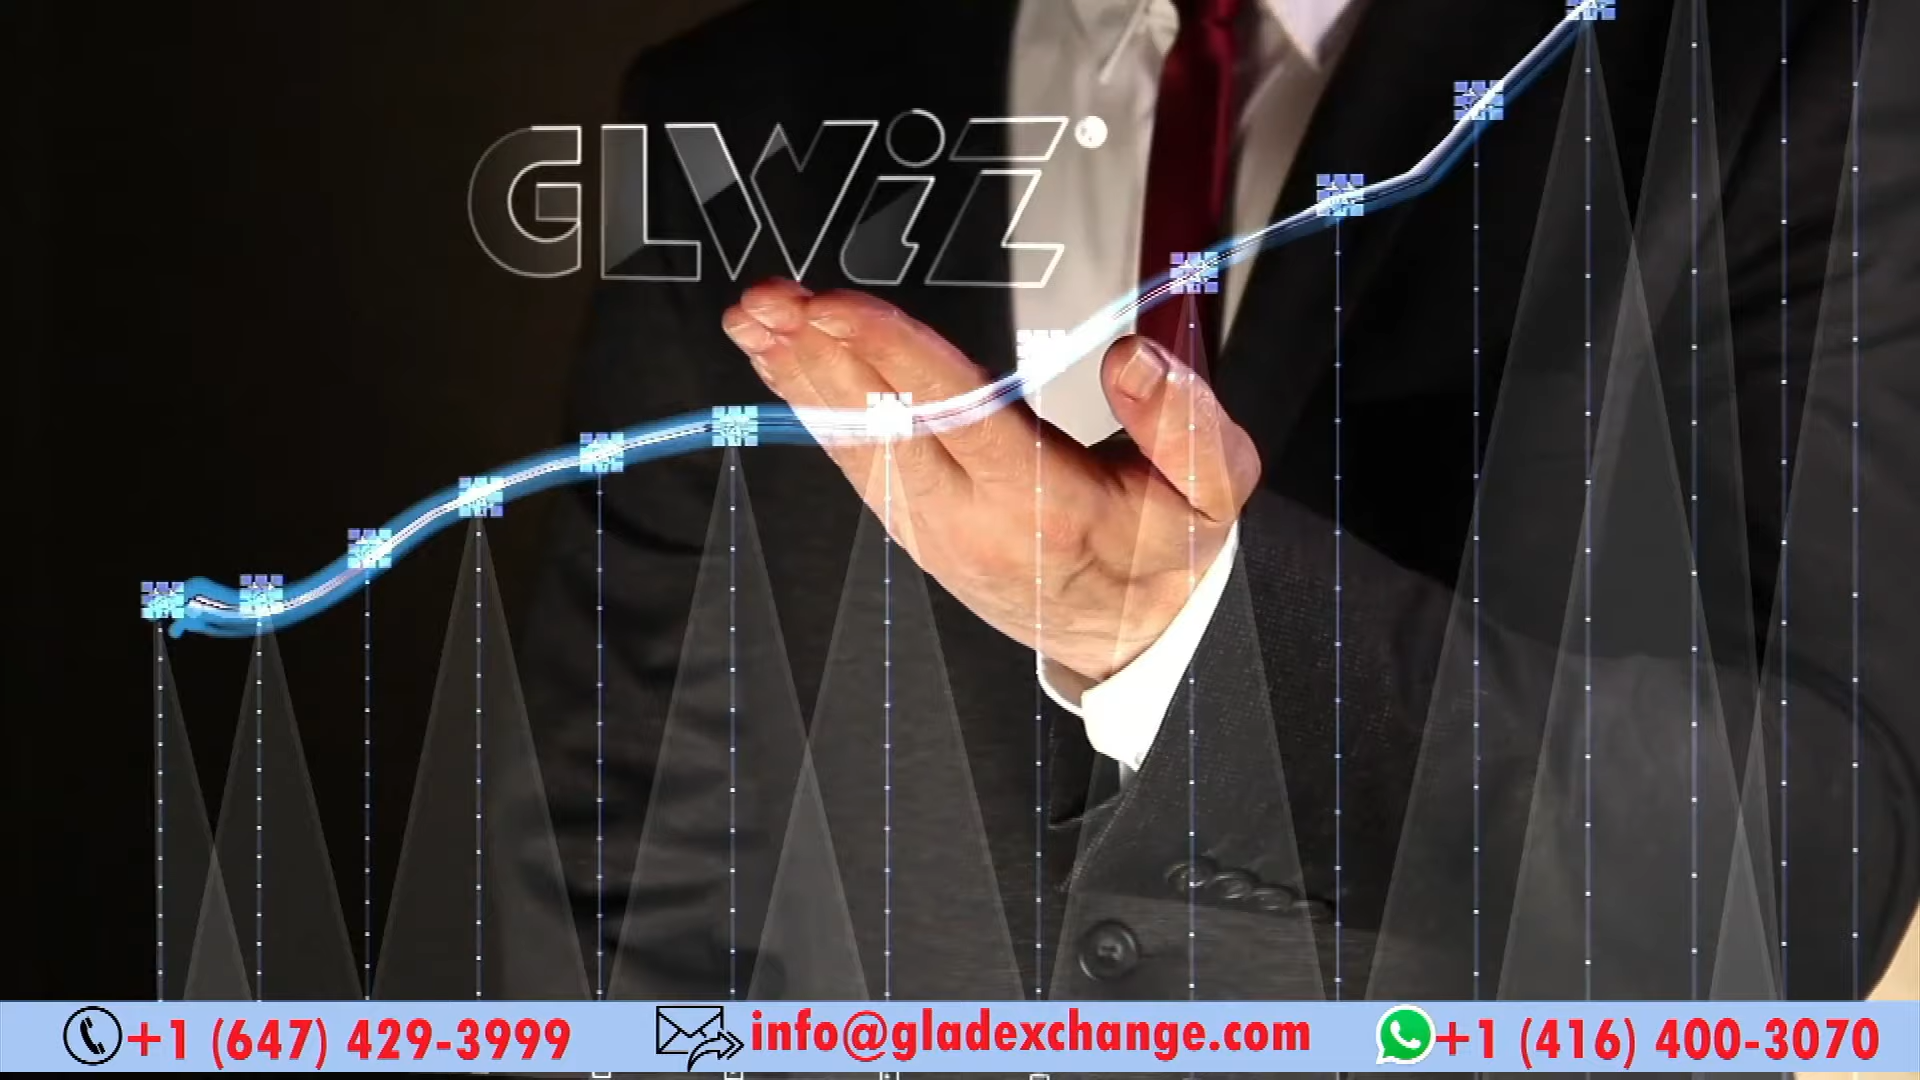 GLWiZ®
+1 (647) 429-3999
info@gladexchange.com
+1 (416) 400-3070